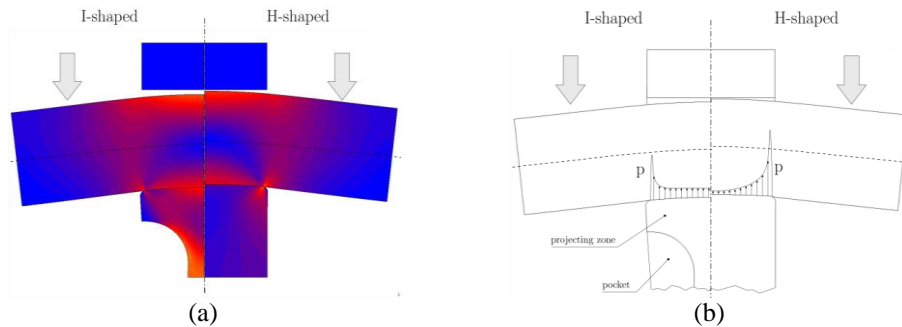 I-shaped H-shaped
I-shaped H-shaped
p p
projecting zone
pocket
(a)
(b)